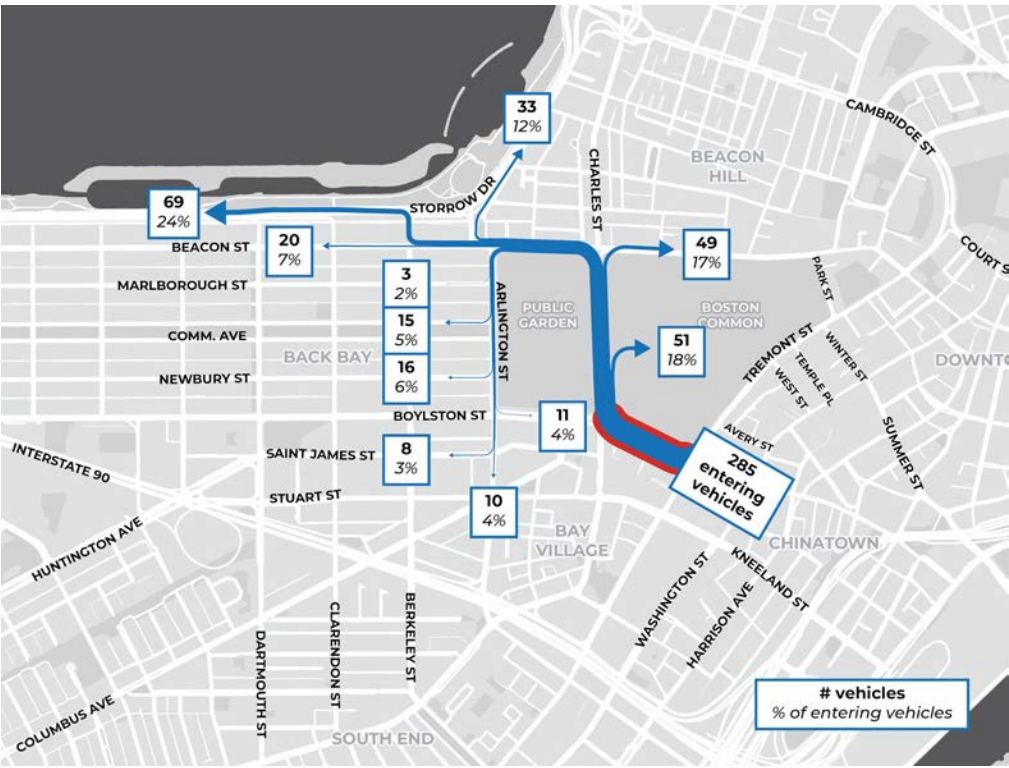 33
12%
CAMBRIDGE ST
CHARLES ST
BEACON
HILL
STORROW DR
69
24%
BEACON ST
20
7%
49
17%
COURT S
PARK ST
3
2%
MARLBOROUGH ST
ARLINGTON ST
PUBLIC
GARDEN
BOSTON
COMMON
15
5%
COMM. AVE
BACK BAY
51
18%
TREMONT ST
WINTER ST
TEMPLE PL
WEST ST
DOWNTO
16
6%
NEWBURY ST
BOYLSTON ST
11
4%
AVERY ST
SUMMER ST
INTERSTATE 90
SAINT JAMES ST
8
3%
285
entering
vehicles
STUART ST
10
4%
BAY
VILLAGE
CHINATOWN
HUNTINGTON AVE
KNEELAND ST
WASHINGTON ST
HARRISON AVE
DARTMOUTH ST
CLARENDON ST
BERKELEY ST
COLUMBUS AVE
SOUTH END
# vehicles
% of entering vehicles